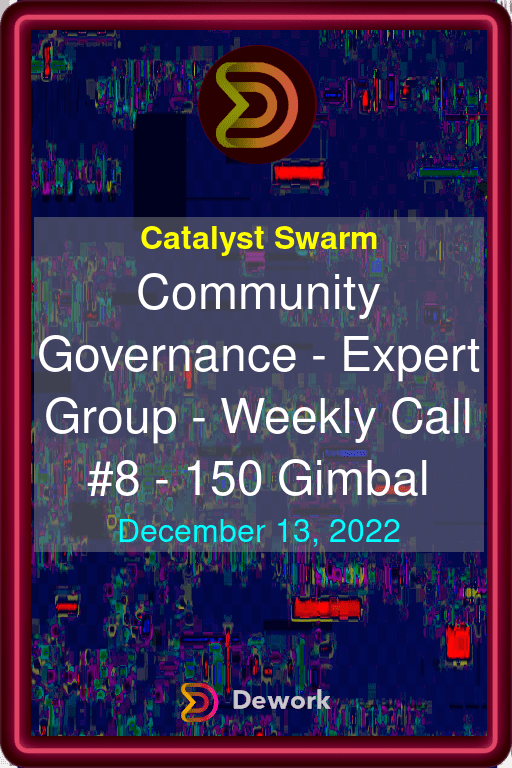 Catalyst Swarm
Community
Governance - Expert
Group - Weekly Call
#8 - 150 Gimbal
December 13, 2022
Dework